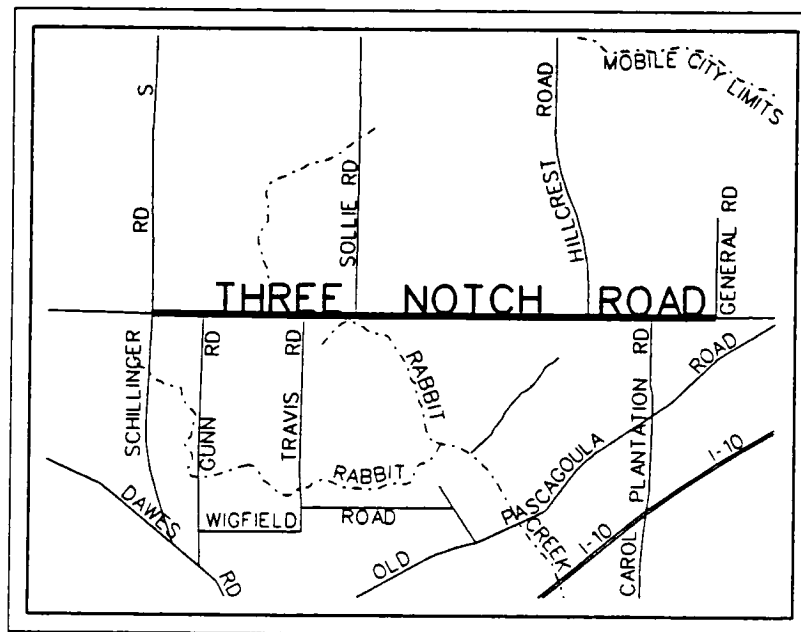 MOBILE CITY LIMITS
SCHILLINGER RD S
SOLLIE RD
HILLCREST ROAD
GENERAL RD
THREE NOTCH ROAD
GUNN RD
TRAVIS RD
RABBIT
RABBIT
CREEK
CAROL PLANTATION RD
OLD PASCAGOULA ROAD
I-10
I-10
WIGFIELD ROAD
DAWES RD